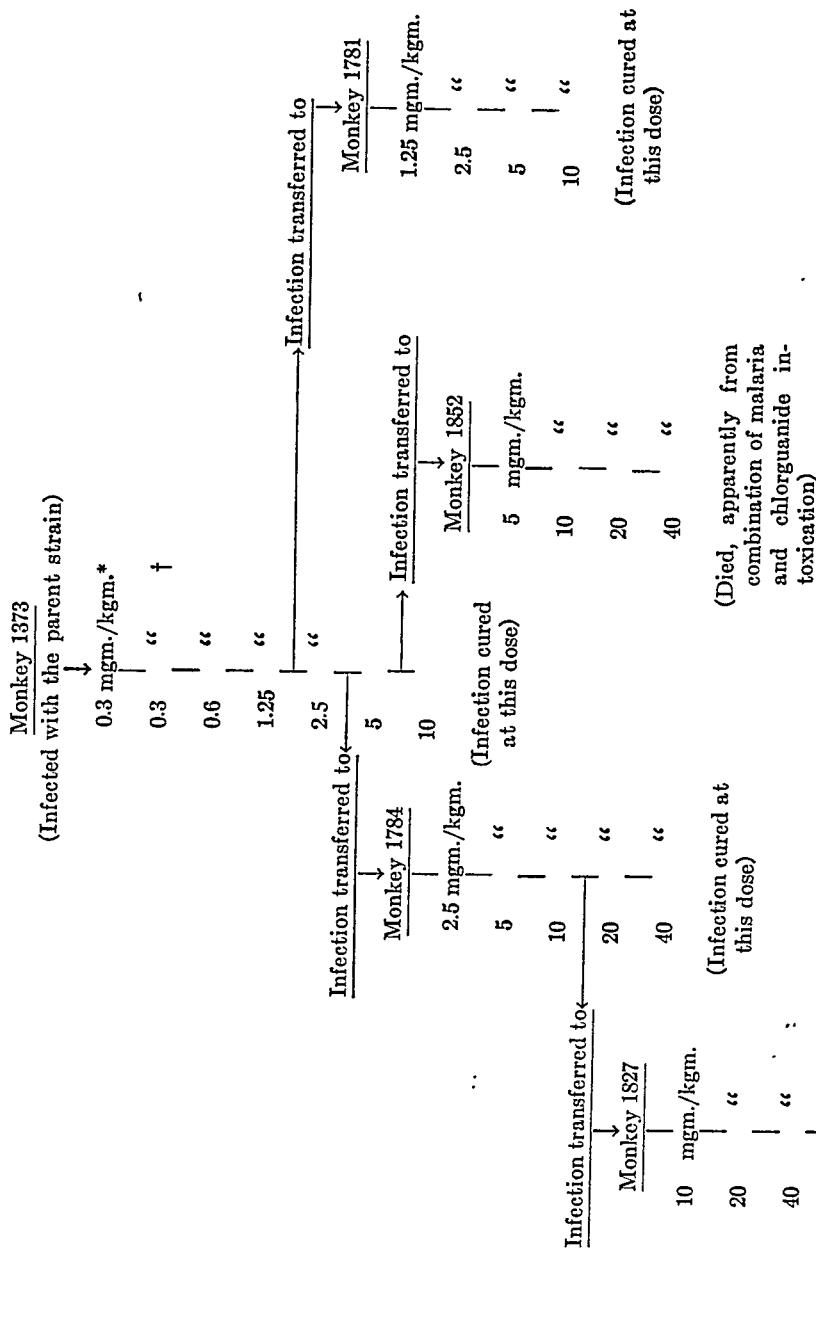 Monkey 1373
(Infected with the parent strain)
0.3 mgm./kgm.*
0.3 “ †
0.6 “
1.25 “
2.5 “
5
10
(Infection cured
at this dose)
Infection transferred to
Monkey 1784
2.5 mgm./kgm.
5 “
10 “
20 “
40 “
(Infection cured at
this dose)
Infection transferred to
Monkey 1827
10 mgm./kgm.
20 “
40 “
Infection transferred to
Monkey 1852
5 mgm./kgm.
10 “
20 “
40 “
(Died, apparently from
combination of malaria
and chlorguanide in-
toxication)
Infection transferred to
Monkey 1781
1.25 mgm./kgm.
2.5 “
5 “
10 “
(Infection cured at
this dose)